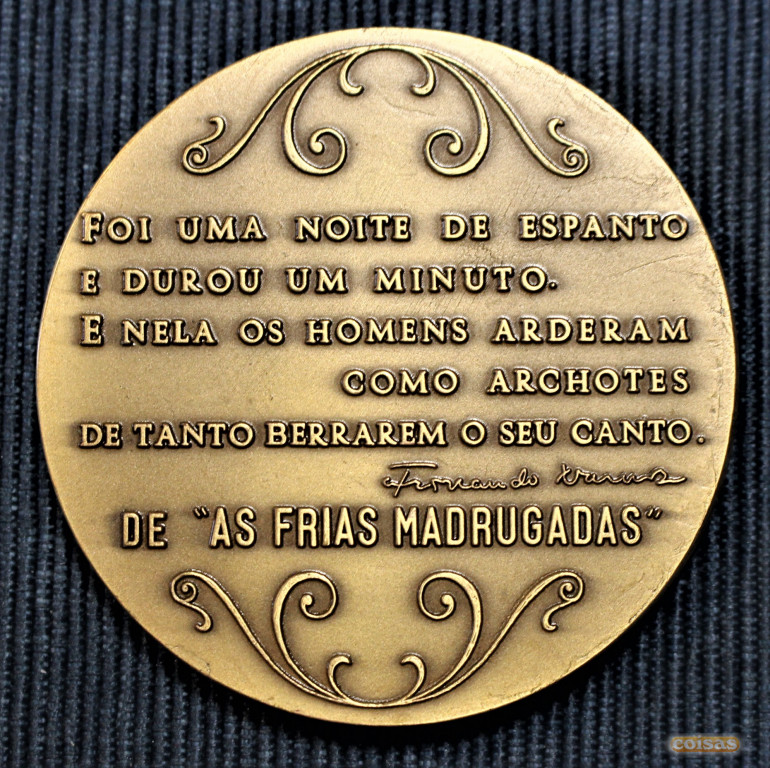 FOI UMA NOITE DE ESPANTO
E DUROU UM MINUTO.
E NELA OS HOMENS ARDERAM
COMO ARCHOTES
DE TANTO BERRAREM O SEU CANTO.
Fernando
DE "AS FRIAS MADRUGADAS"
coisas